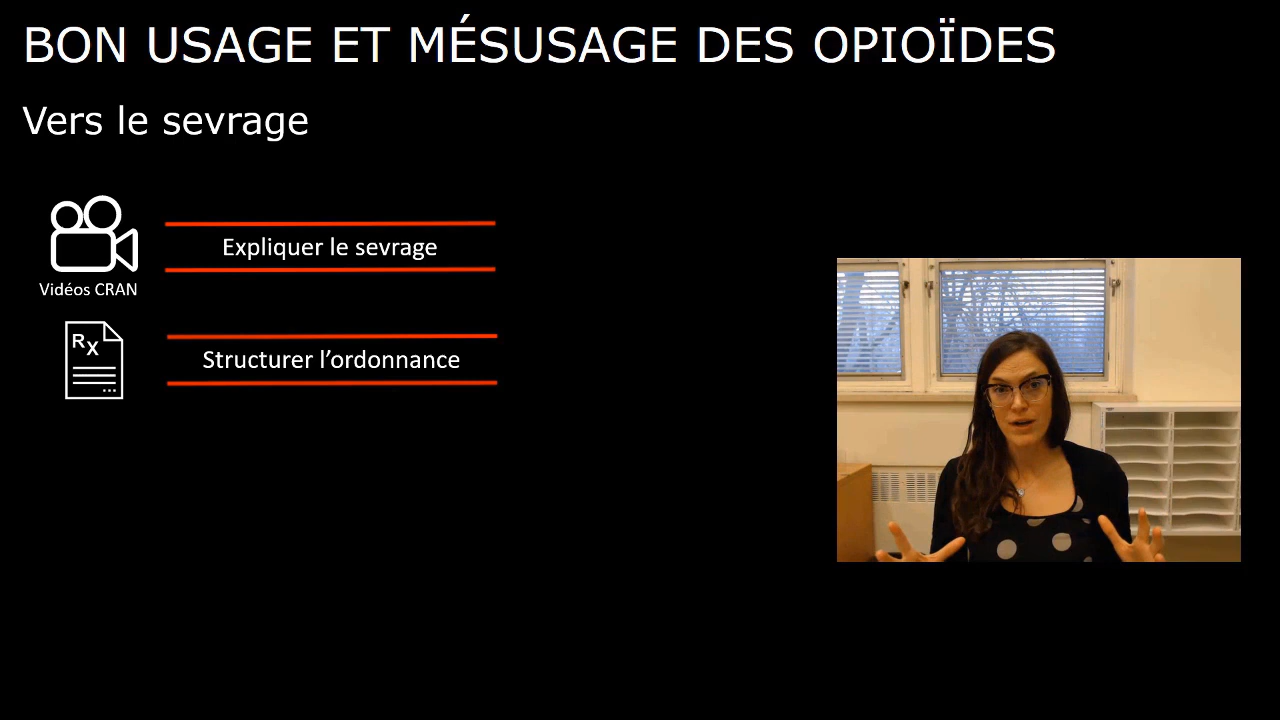 BON USAGE ET MÉSUSAGE DES OPIOÏDES
Vers le sevrage
Expliquer le sevrage
Vidéos CRAN
RX
Structurer l’ordonnance